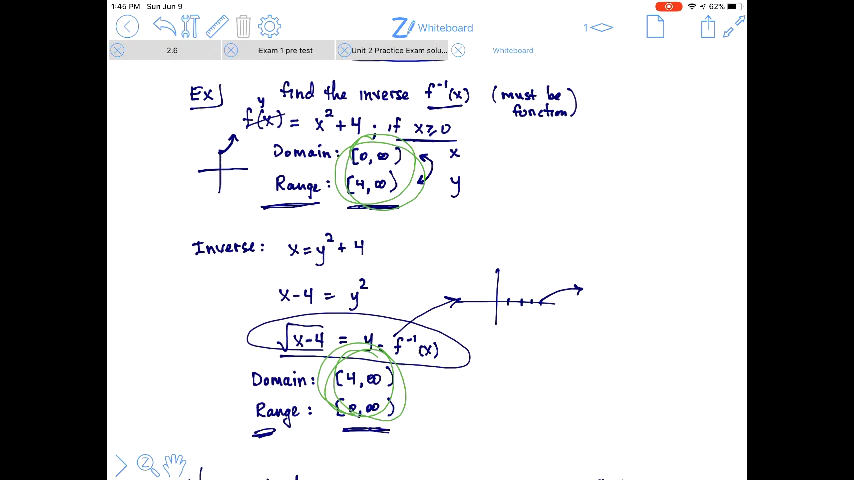 1:46 PM Sun Jun 9
62%
Whiteboard
1
2.6
Exam 1 pre test
Unit 2 Practice Exam solu...
Whiteboard
Ex] find the inverse f⁻¹(x) (must be function)
y
f(x) = x² + 4 ; if x ≥ 0
Domain: [0, ∞) x
Range: [4, ∞) y
Inverse: x = y² + 4
x - 4 = y²
√x-4 = y = f⁻¹(x)
Domain: [4, ∞)
Range: [0, ∞)